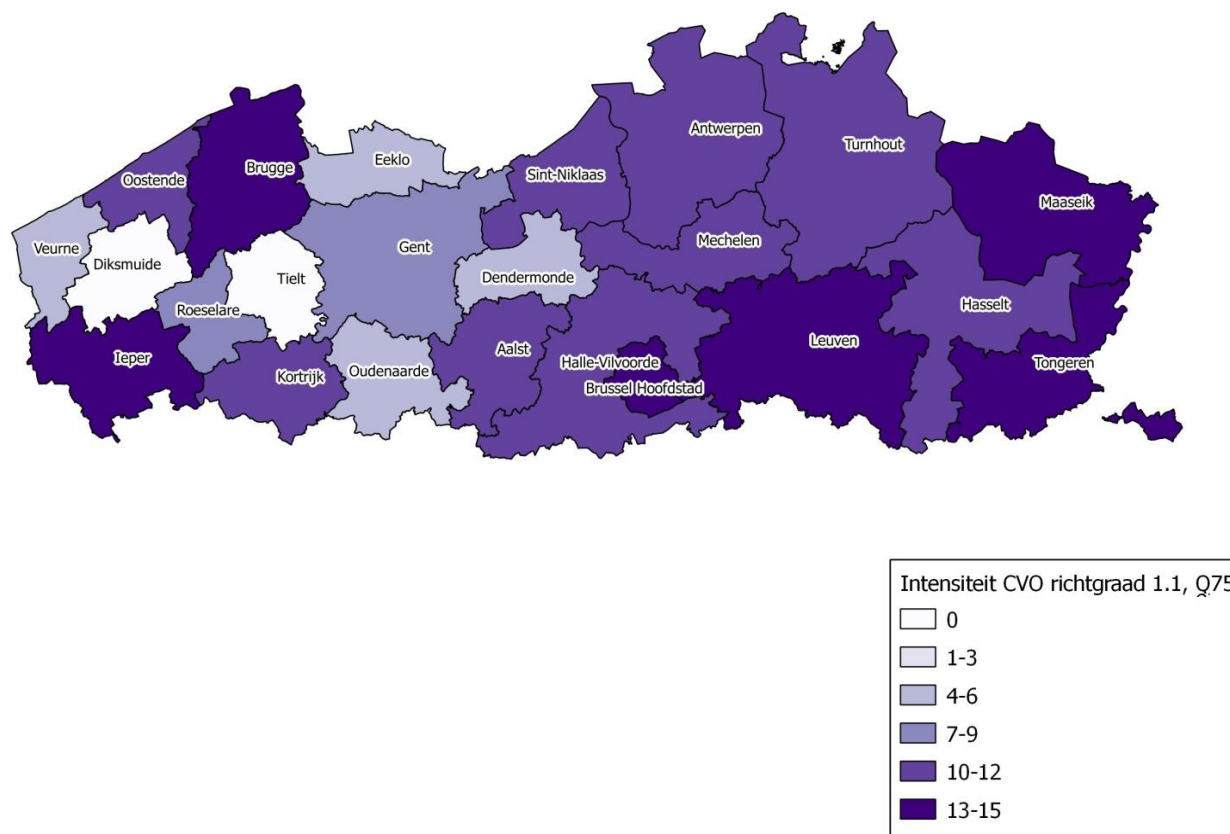 Antwerpen
Turnhout
Eeklo
Brugge
Oostende
Sint-Niklaas
Maaseik
Veurne
Gent
Mechelen
Diksmuide
Tielt
Dendermonde
Roeselare
Hasselt
Leuven
Aalst
Ieper
Halle-Vilvoorde
Tongeren
Oudenaarde
Kortrijk
Brussel Hoofdstad
Intensiteit CVO richtgraad 1.1, Q75
0
1-3
4-6
7-9
10-12
13-15